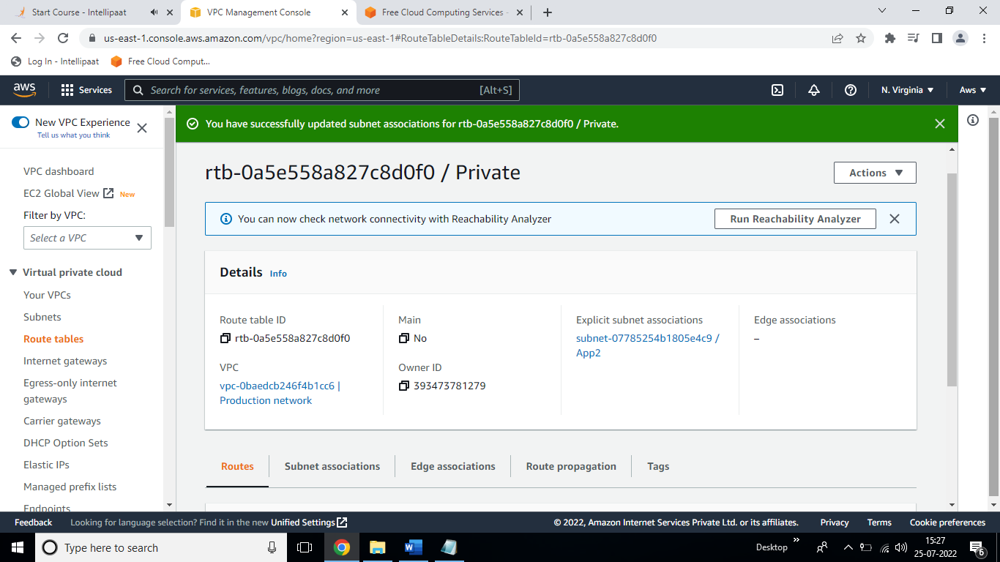 Start Course - Intellipaat
VPC Management Console
Free Cloud Computing Services -
us-east-1.console.aws.amazon.com/vpc/home?region=us-east-1#RouteTableDetails:RouteTableId=rtb-0a5e558a827c8d0f0
Log In - Intellipaat
Free Cloud Comput...
aws
Services
Search for services, features, blogs, docs, and more
[Alt+S]
N. Virginia
Aws
New VPC Experience
Tell us what you think
You have successfully updated subnet associations for rtb-0a5e558a827c8d0f0 / Private.
VPC dashboard
EC2 Global View New
Filter by VPC:
Select a VPC
Virtual private cloud
Your VPCs
Subnets
Route tables
Internet gateways
Egress-only internet
gateways
Carrier gateways
DHCP Option Sets
Elastic IPs
Managed prefix lists
Endpoints
rtb-0a5e558a827c8d0f0 / Private
Actions
You can now check network connectivity with Reachability Analyzer
Run Reachability Analyzer
Details Info
Route table ID
rtb-0a5e558a827c8d0f0
VPC
vpc-0baedcb246f4b1cc6 |
Production network
Main
No
Owner ID
393473781279
Explicit subnet associations
subnet-07785254b1805e4c9 /
App2
Edge associations
–
Routes
Subnet associations
Edge associations
Route propagation
Tags
Feedback
Looking for language selection? Find it in the new Unified Settings
© 2022, Amazon Internet Services Private Ltd. or its affiliates.
Privacy
Terms
Cookie preferences
Type here to search
Desktop
15:27
25-07-2022
6